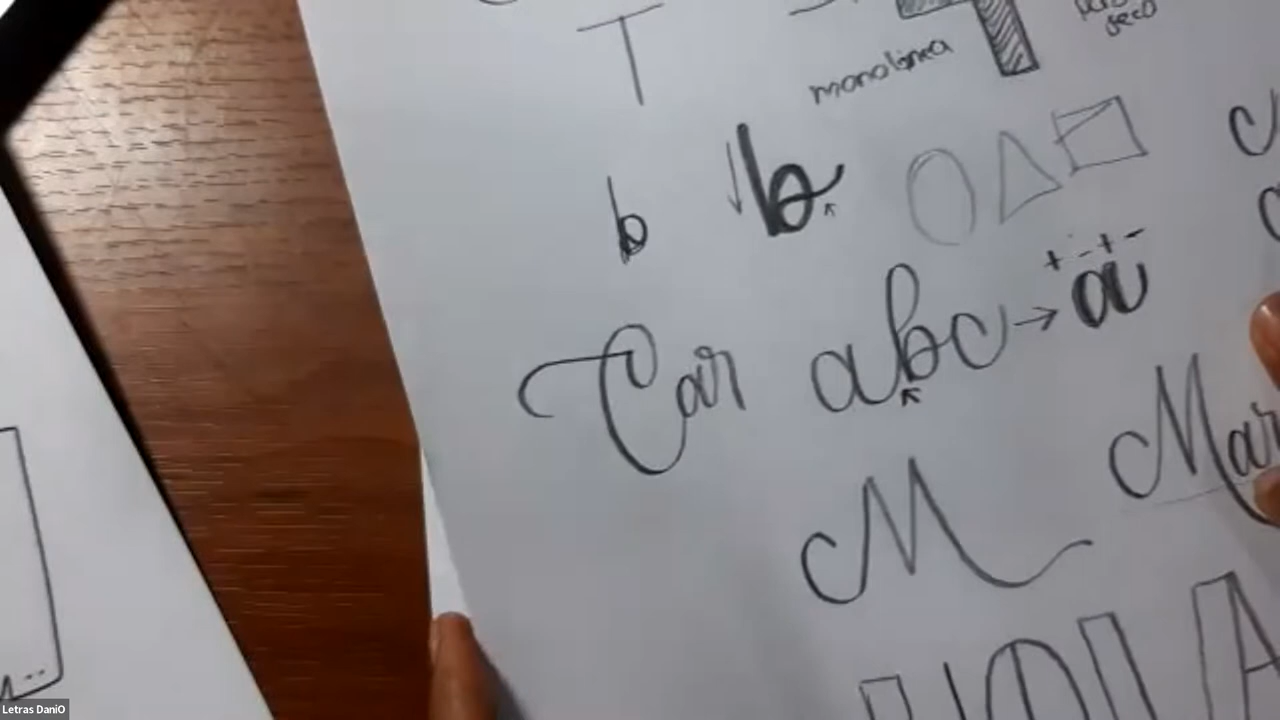 T
monolínea
b b
Car abc → a
+ - + -
M Mar
HOLA
Letras DaniO